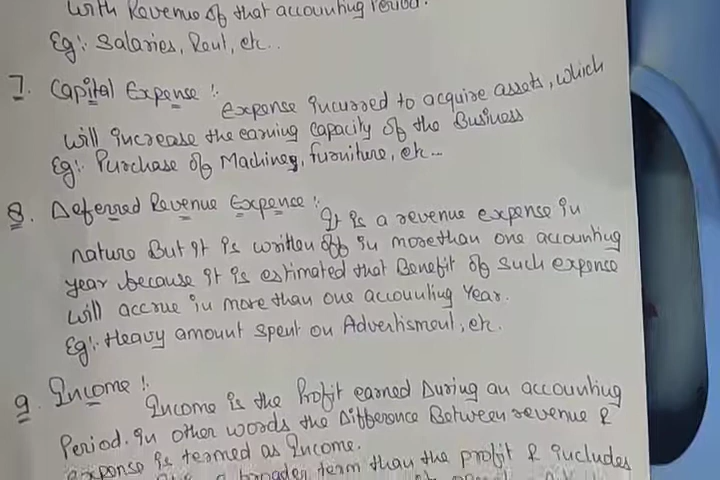 with Revenue of that accounting Period.
Eg:- Salaries, Rent, etc..
7. Capital Expense :-
Expense incurred to acquire assets, which
will increase the earning capacity of the Business
Eg:- Purchase of Machines, furniture, etc...
8. Deferred Revenue Expence :-
It is a revenue expense in
nature But it is written off in more than one accounting
year because it is estimated that Benefit of Such expense
will accrue in more than one accounting Year.
Eg:- Heavy amount spent on Advertisment, etc.
9. Income :-
Income is the Profit earned During an accounting
Period. In other words the Difference Between revenue &
expense is termed as Income.
a broader term than the profit & includes